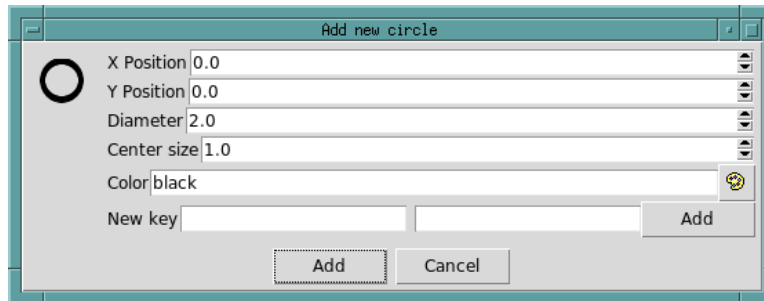 Add new circle
X Position 0.0
Y Position 0.0
Diameter 2.0
Center size 1.0
Color black
New key Add
Add Cancel